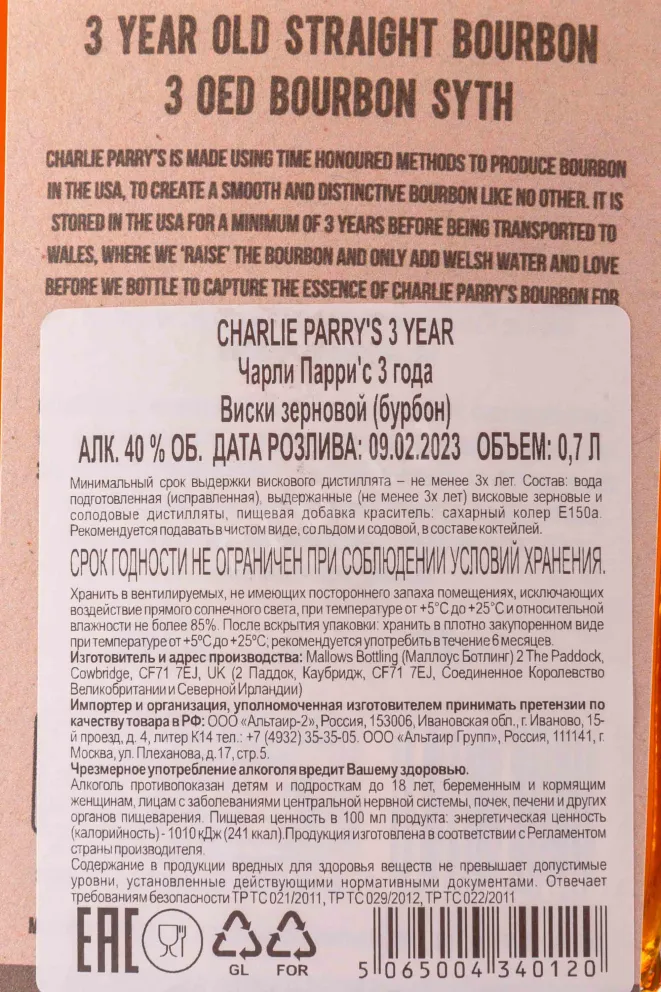 3 YEAR OLD STRAIGHT BOURBON
3 OED BOURBON SYTH
CHARLIE PARRY'S IS MADE USING TIME HONOURED METHODS TO PRODUCE BOURBON
IN THE USA, TO CREATE A SMOOTH AND DISTINCTIVE BOURBON LIKE NO OTHER. IT IS
STORED IN THE USA FOR A MINIMUM OF 3 YEARS BEFORE BEING TRANSPORTED TO
WALES, WHERE WE 'RAISE' THE BOURBON AND ONLY ADD WELSH WATER AND LOVE
BEFORE WE BOTTLE TO CAPTURE THE ESSENCE OF CHARLIE PARRY'S BOURBON FOR
CHARLIE PARRY'S 3 YEAR
Чарли Парри'с 3 года
Виски зерновой (бурбон)
АЛК. 40 % ОБ. ДАТА РОЗЛИВА: 09.02.2023 ОБЪЕМ: 0,7 Л
Минимальный срок выдержки вискового дистиллята – не менее 3х лет. Состав: вода
подготовленная (исправленная), выдержанные (не менее 3х лет) висковые зерновые и
солодовые дистилляты, пищевая добавка краситель: сахарный колер Е150а.
Рекомендуется подавать в чистом виде, со льдом и содовой, в составе коктейлей.
СРОК ГОДНОСТИ НЕ ОГРАНИЧЕН ПРИ СОБЛЮДЕНИИ УСЛОВИЙ ХРАНЕНИЯ.
Хранить в вентилируемых, не имеющих постороннего запаха помещениях, исключающих
воздействие прямого солнечного света, при температуре от +5°С до +25°С и относительной
влажности не более 85%. После вскрытия упаковки: хранить в плотно закупоренном виде
при температуре от +5°С до +25°С; рекомендуется употребить в течение 6 месяцев.
Изготовитель и адрес производства: Mallows Bottling (Маллоус Ботлинг) 2 The Paddock,
Cowbridge, CF71 7EJ, UK (2 Паддок, Каубридж, CF71 7EJ, Соединенное Королевство
Великобритании и Северной Ирландии)
Импортер и организация, уполномоченная изготовителем принимать претензии по
качеству товара в РФ: ООО «Альтаир-2», Россия, 153006, Ивановская обл., г. Иваново, 15-
й проезд, д. 4, литер К14 тел.: +7 (4932) 35-35-05. ООО «Альтаир Групп», Россия, 111141, г.
Москва, ул. Плеханова, д.17, стр.5.
Чрезмерное употребление алкоголя вредит Вашему здоровью.
Алкоголь противопоказан детям и подросткам до 18 лет, беременным и кормящим
женщинам, лицам с заболеваниями центральной нервной системы, почек, печени и других
органов пищеварения. Пищевая ценность в 100 мл продукта: энергетическая ценность
(калорийность) - 1010 кДж (241 ккал).Продукция изготовлена в соответствии с Регламентом
страны производителя.
Содержание в продукции вредных для здоровья веществ не превышает допустимые
уровни, установленные действующими нормативными документами. Отвечает
требованиям безопасности ТР ТС 021/2011, ТР ТС 029/2012, ТР ТС 022/2011
EAC
GL FOR
5 065004 340120